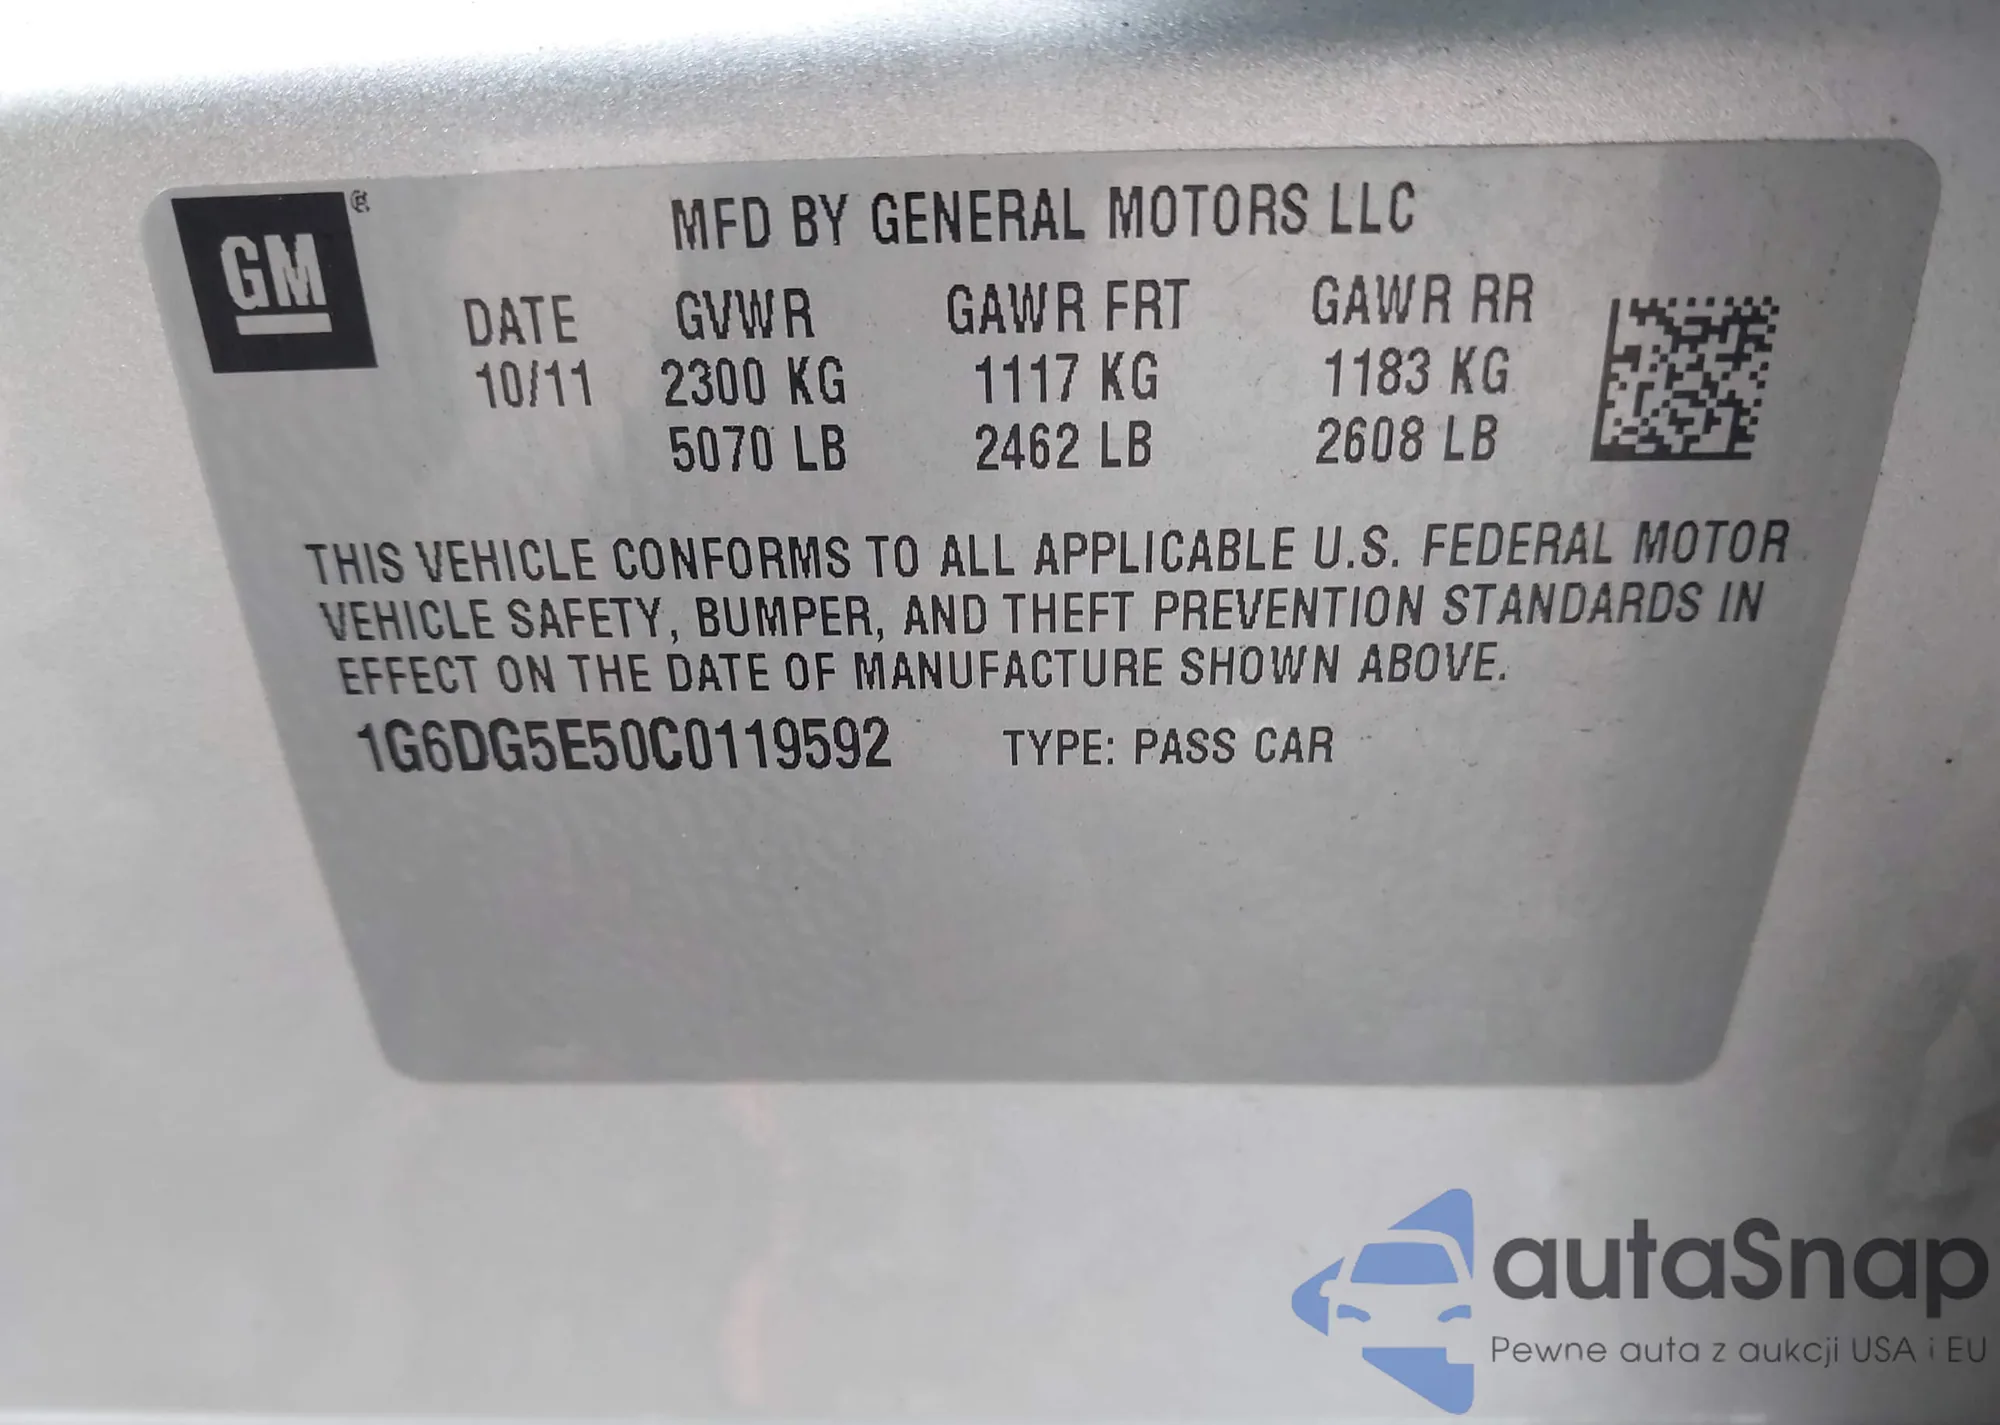 GM ®
MFD BY GENERAL MOTORS LLC
DATE GVWR GAWR FRT GAWR RR
10/11 2300 KG 1117 KG 1183 KG
5070 LB 2462 LB 2608 LB
THIS VEHICLE CONFORMS TO ALL APPLICABLE U.S. FEDERAL MOTOR
VEHICLE SAFETY, BUMPER, AND THEFT PREVENTION STANDARDS IN
EFFECT ON THE DATE OF MANUFACTURE SHOWN ABOVE.
1G6DG5E50C0119592 TYPE: PASS CAR
autaSnap
Pewne auta z aukcji USA i EU